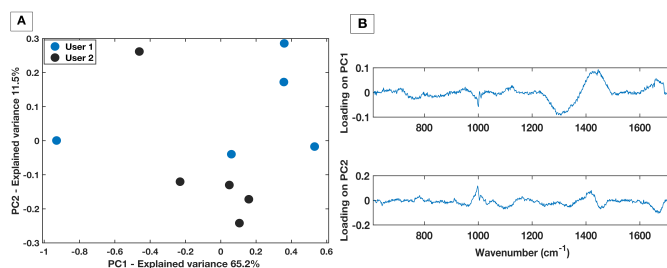 A
User 1
User 2
PC2 - Explained variance 11.5%
0.3
0.2
0.1
0
-0.1
-0.2
-0.3
-1 -0.8 -0.6 -0.4 -0.2 0 0.2 0.4 0.6
PC1 - Explained variance 65.2%
B
Loading on PC1
0.1
0
-0.1
800 1000 1200 1400 1600
Loading on PC2
0.2
0
-0.2
800 1000 1200 1400 1600
Wavenumber (cm-1)